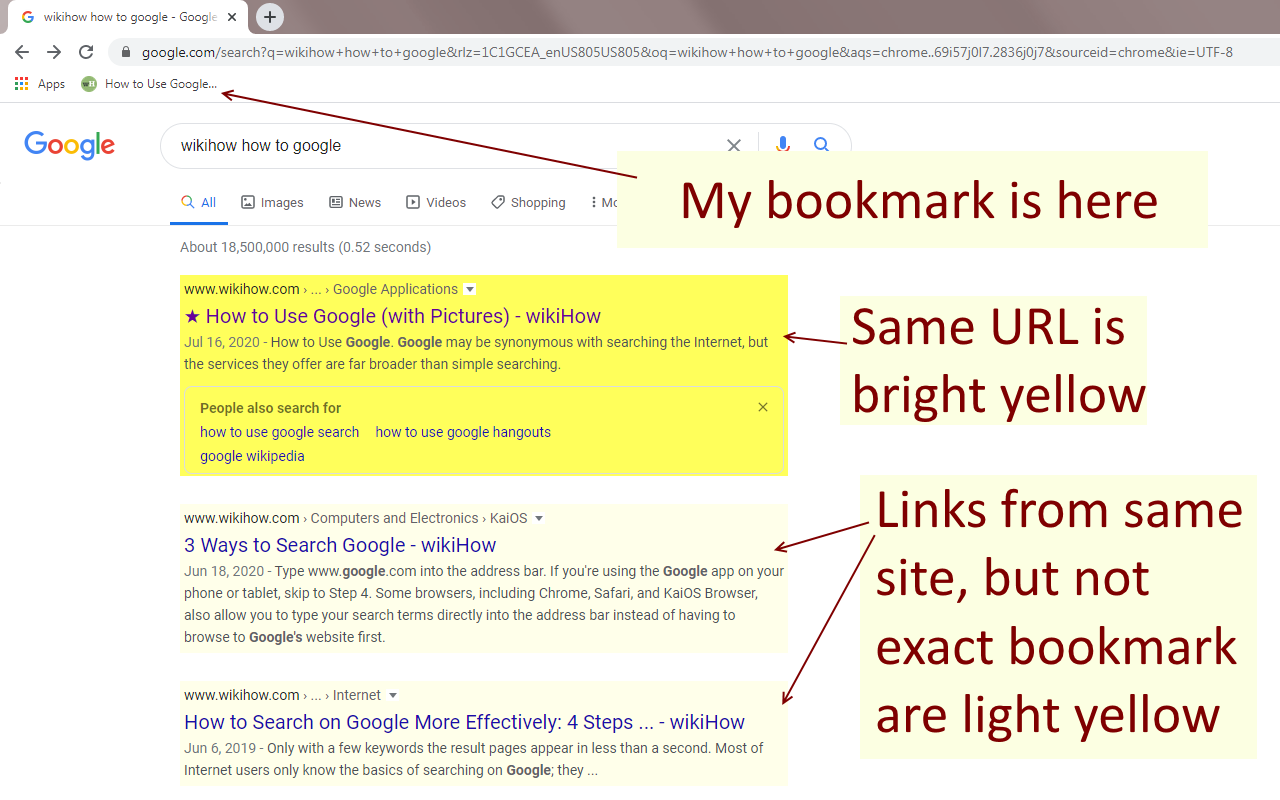 wikihow how to google - Google
google.com/search?q=wikihow+how+to+google&rlz=1C1GCEA_enUS805US805&oq=wikihow+how+to+google&aqs=chrome..69i57j0l7.2836j0j7&sourceid=chrome&ie=UTF-8
Apps How to Use Google...
Google
wikihow how to google
My bookmark is here
All Images News Videos Shopping Mo
About 18,500,000 results (0.52 seconds)
www.wikihow.com › ... › Google Applications
★ How to Use Google (with Pictures) - wikiHow
Jul 16, 2020 - How to Use Google. Google may be synonymous with searching the Internet, but
the services they offer are far broader than simple searching.
People also search for
how to use google search how to use google hangouts
google wikipedia
Same URL is
bright yellow
www.wikihow.com › Computers and Electronics › KaiOS
3 Ways to Search Google - wikiHow
Jun 18, 2020 - Type www.google.com into the address bar. If you're using the Google app on your
phone or tablet, skip to Step 4. Some browsers, including Chrome, Safari, and KaiOS Browser,
also allow you to type your search terms directly into the address bar instead of having to
browse to Google's website first.
Links from same
site, but not
exact bookmark
are light yellow
www.wikihow.com › ... › Internet
How to Search on Google More Effectively: 4 Steps ... - wikiHow
Jun 6, 2019 - Only with a few keywords the result pages appear in less than a second. Most of
Internet users only know the basics of searching on Google; they ...